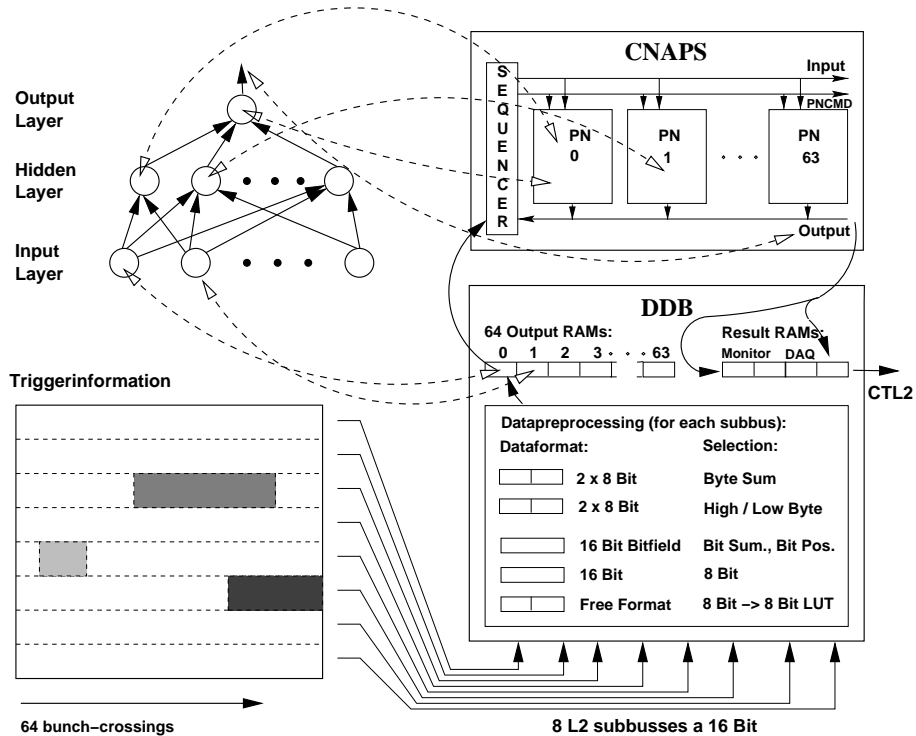 Output
Layer
Hidden
Layer
Input
Layer
CNAPS
SEQUENCER
Input
PNCMD
PN
0
PN
1
PN
63
Output
DDB
64 Output RAMs:
0 1 2 3 63
Result RAMs:
Monitor DAQ
CTL2
Triggerinformation
Datapreprocessing (for each subbus):
Dataformat: Selection:
2 x 8 Bit Byte Sum
2 x 8 Bit High / Low Byte
16 Bit Bitfield Bit Sum., Bit Pos.
16 Bit 8 Bit
Free Format 8 Bit −> 8 Bit LUT
64 bunch−crossings
8 L2 subbusses a 16 Bit